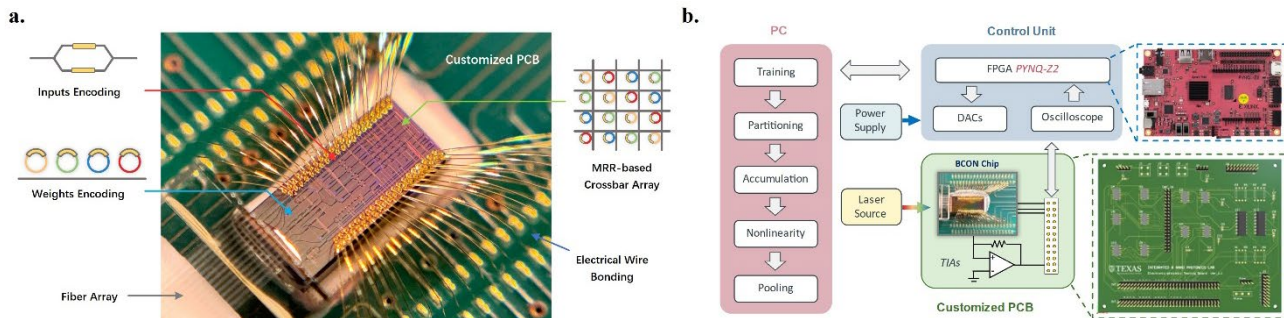 a.
Customized PCB
Inputs Encoding
Weights Encoding
Fiber Array
MRR-based
Crossbar Array
Electrical Wire
Bonding
b.
PC
Training
Partitioning
Accumulation
Nonlinearity
Pooling
Control Unit
FPGA PYNQ-Z2
DACs
Oscilloscope
Power
Supply
Laser
Source
BCON Chip
TIAs
Customized PCB
TEXAS